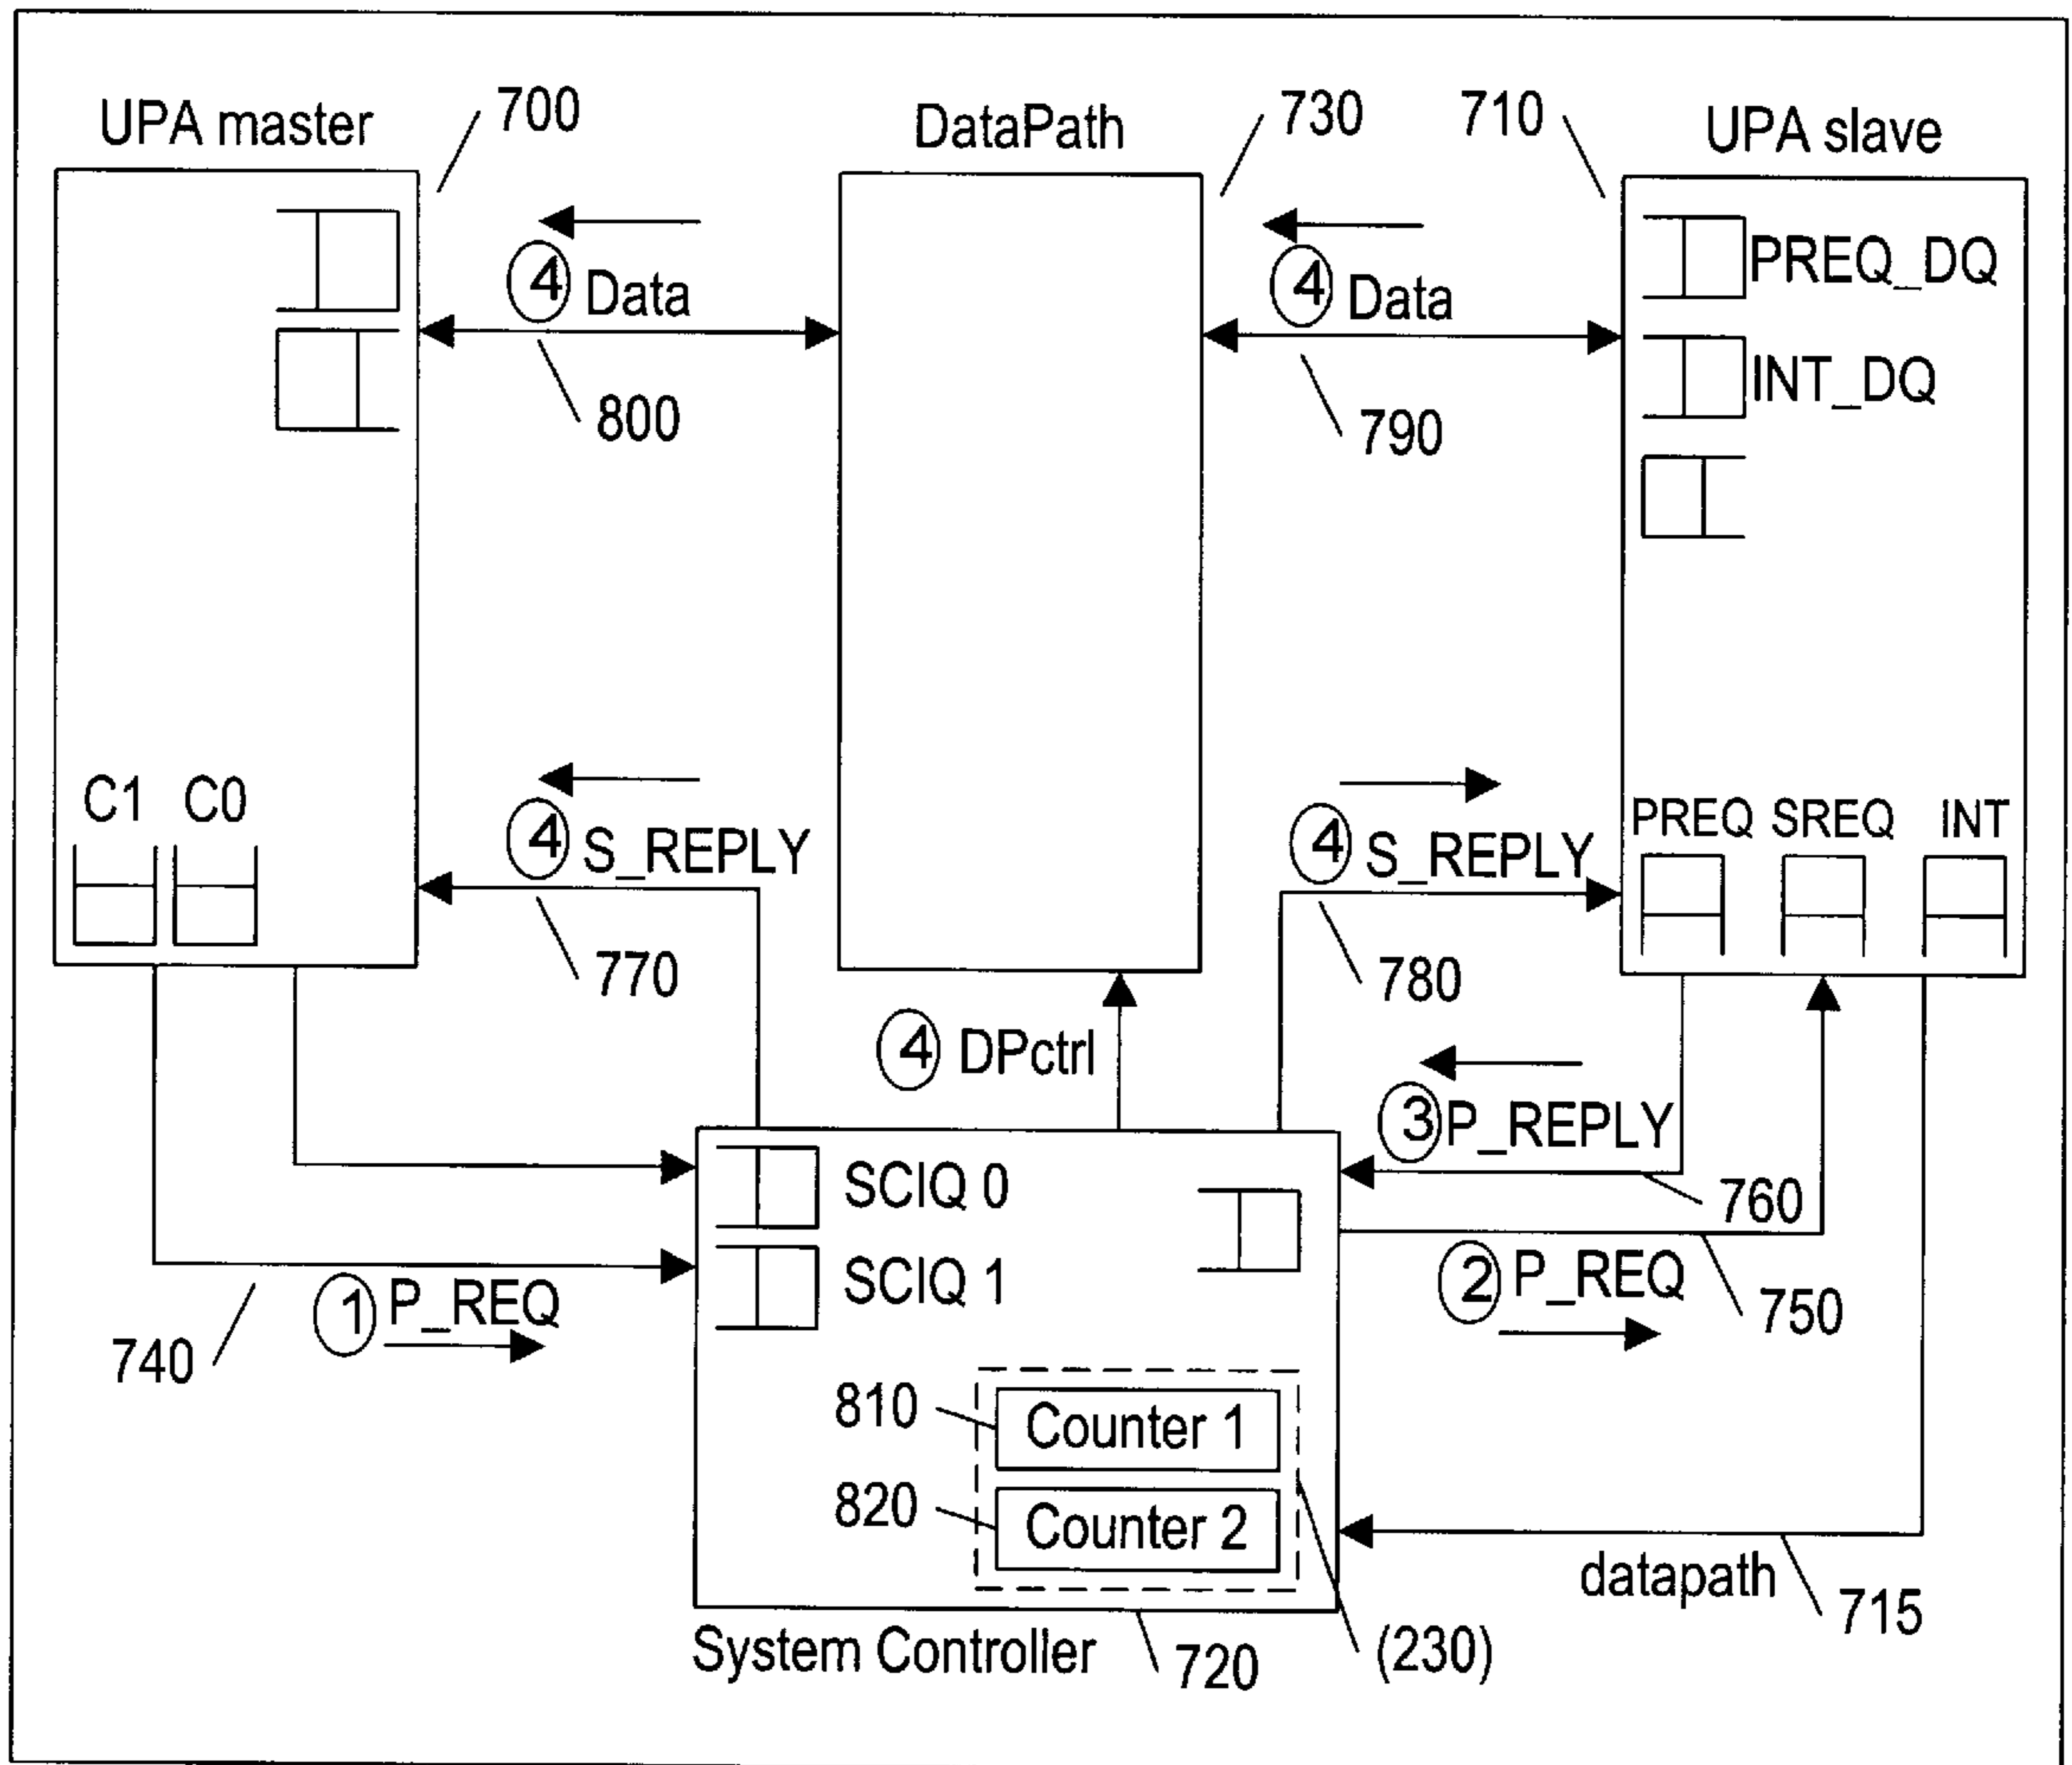 UPA master
700
DataPath
730
710
UPA slave
4 Data
800
4 Data
790
PREQ_DQ
INT_DQ
C1 C0
4 S_REPLY
770
4 S_REPLY
780
PREQ SREQ INT
4 DPctrl
3 P_REPLY
760
SCIQ 0
SCIQ 1
740
1 P_REQ
2 P_REQ
750
810
Counter 1
820
Counter 2
datapath
715
System Controller
720
(230)